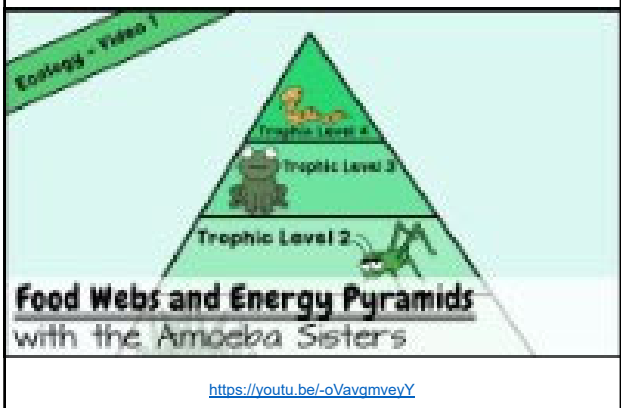 Ecology - Video 1
Trophic Level 4
Trophic Level 3
Trophic Level 2
Food Webs and Energy Pyramids
with the Amoeba Sisters
https://youtu.be/-oVavgmveyY